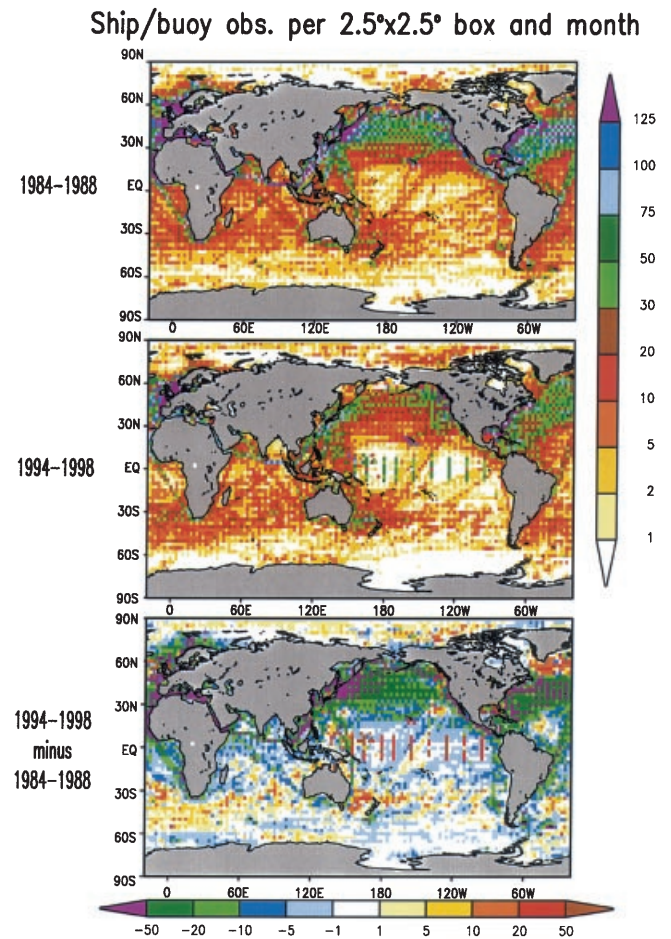 Ship/buoy obs. per 2.5°x2.5° box and month
90N
60N
30N
EQ
30S
60S
90S
1984-1988
0 60E 120E 180 120W 60W
90N
60N
30N
EQ
30S
60S
90S
1994-1998
0 60E 120E 180 120W 60W
125
100
75
50
30
20
10
5
2
1
90N
60N
30N
EQ
30S
60S
90S
1994-1998
minus
1984-1988
0 60E 120E 180 120W 60W
-50 -20 -10 -5 -1 1 5 10 20 50